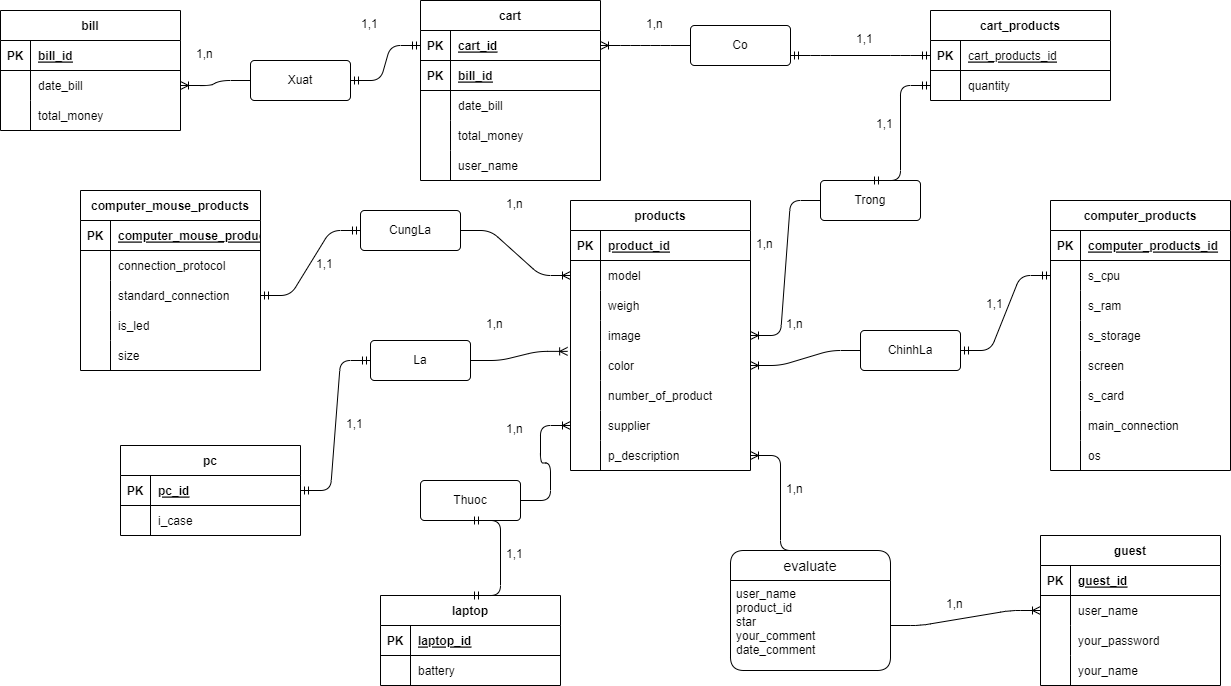 bill
PK bill_id
date_bill
total_money
1,n
Xuat
1,1
cart
PK cart_id
PK bill_id
date_bill
total_money
user_name
1,n
Co
1,1
cart_products
PK cart_products_id
quantity
1,1
Trong
1,n
computer_mouse_products
PK computer_mouse_produ
connection_protocol
standard_connection
is_led
size
1,1
CungLa
1,n
products
PK product_id
model
weigh
image
color
number_of_product
supplier
p_description
computer_products
PK computer_products_id
s_cpu
s_ram
s_storage
screen
s_card
main_connection
os
1,n
ChinhLa
1,1
1,n
La
1,1
pc
PK pc_id
i_case
1,n
Thuoc
1,1
laptop
PK laptop_id
battery
1,n
evaluate
user_name
product_id
star
your_comment
date_comment
1,n
guest
PK guest_id
user_name
your_password
your_name